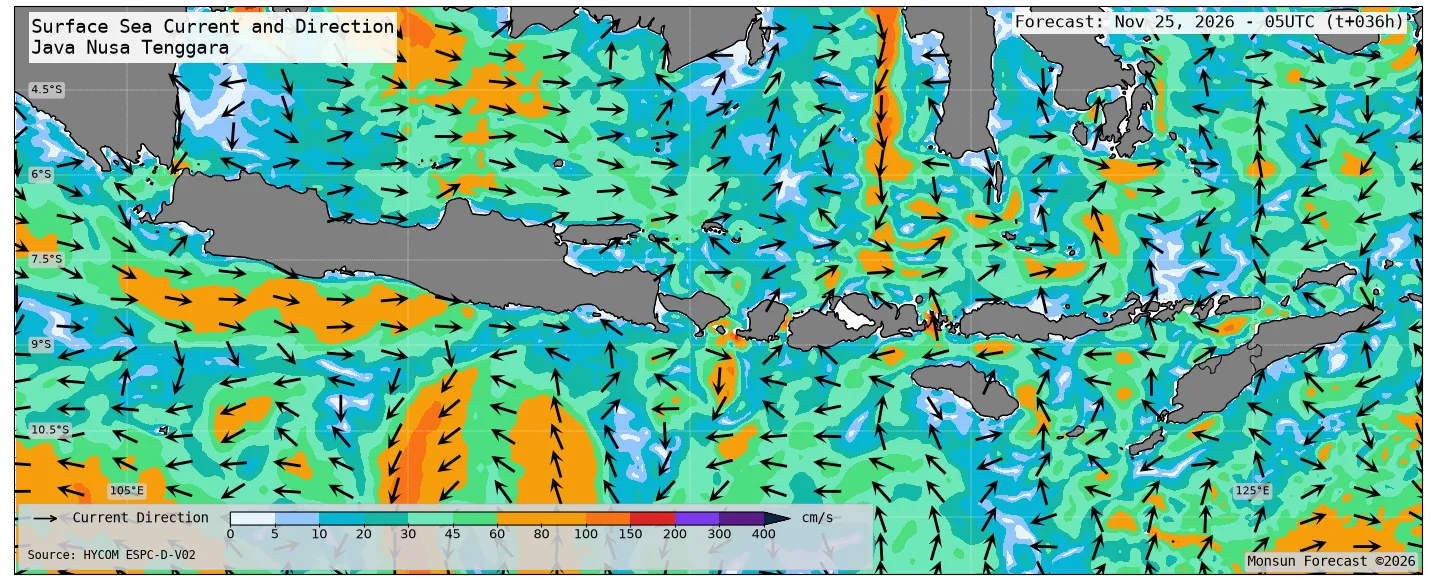 Surface Sea Current and Direction
Java Nusa Tenggara
Forecast: Nov 25, 2026 - 05UTC (t+036h)
4.5°S
6°S
7.5°S
9°S
10.5°S
105°E
125°E
Current Direction
0 5 10 20 30 45 60 80 100 150 200 300 400 cm/s
Source: HYCOM ESPC-D-V02
Monsun Forecast ©2026